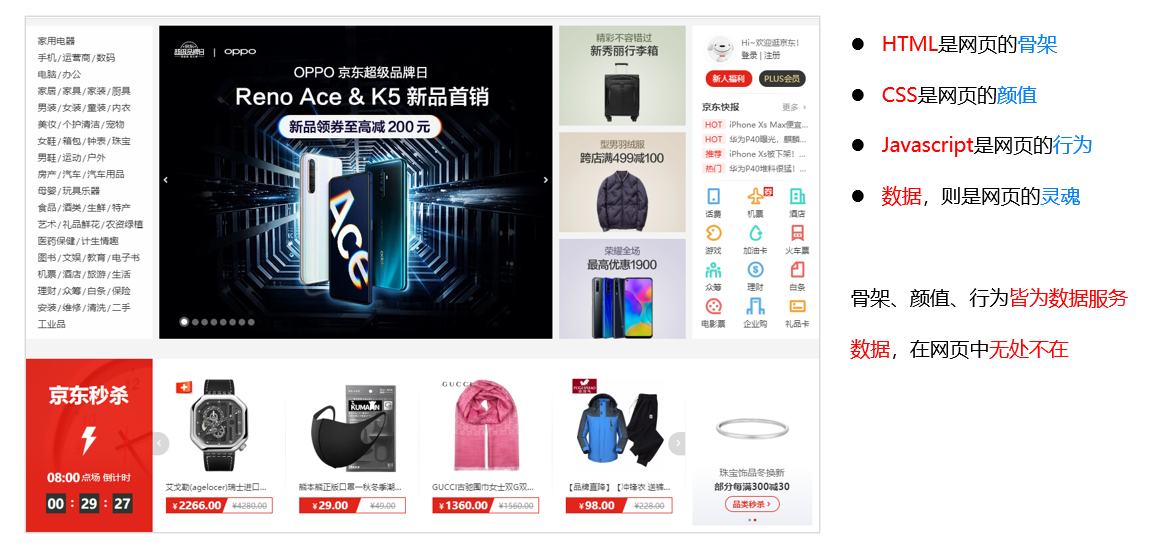 家用电器
手机/运营商/数码
电脑/办公
家居/家具/家装/厨具
男装/女装/童装/内衣
美妆/个护清洁/宠物
女鞋/箱包/钟表/珠宝
男鞋/运动/户外
房产/汽车/汽车用品
母婴/玩具乐器
食品/酒类/生鲜/特产
艺术/礼品鲜花/农资绿植
医药保健/计生情趣
图书/文娱/教育/电子书
机票/酒店/旅游/生活
理财/众筹/白条/保险
安装/维修/清洗/二手
工业品
超级品牌日 | oppo
OPPO 京东超级品牌日
Reno Ace & K5 新品首销
新品领券至高减 200 元
ACE
精彩不容错过
新秀丽行李箱
型男羽绒服
跨店满499减100
荣耀全场
最高优惠1900
Hi~欢迎逛京东!
登录 | 注册
新人福利 PLUS会员
京东快报 更多 ›
HOT iPhone Xs Max便宜...
HOT 华为P40曝光，麒麟...
推荐 iPhone Xs被下架！...
热门 华为P40堆料很猛！...
话费 机票 酒店
游戏 加油卡 火车票
众筹 理财 白条
电影票 企业购 礼品卡
京东秒杀
08:00 点场 倒计时
00 : 29 : 27
艾戈勒(agelocer)瑞士进口...
¥2266.00 ¥4280.00
KUMAJIN
熊本熊正版口罩一秋冬季潮...
¥29.00 ¥49.00
GUCCI
GUCCI古驰围巾女士双G双...
¥1360.00 ¥1560.00
【品牌直降】【冲锋衣 送裤...
¥98.00 ¥228.00
珠宝饰品冬换新
部分每满300减30
品类秒杀 ›
● HTML是网页的骨架
● CSS是网页的颜值
● Javascript是网页的行为
● 数据，则是网页的灵魂
骨架、颜值、行为皆为数据服务
数据，在网页中无处不在